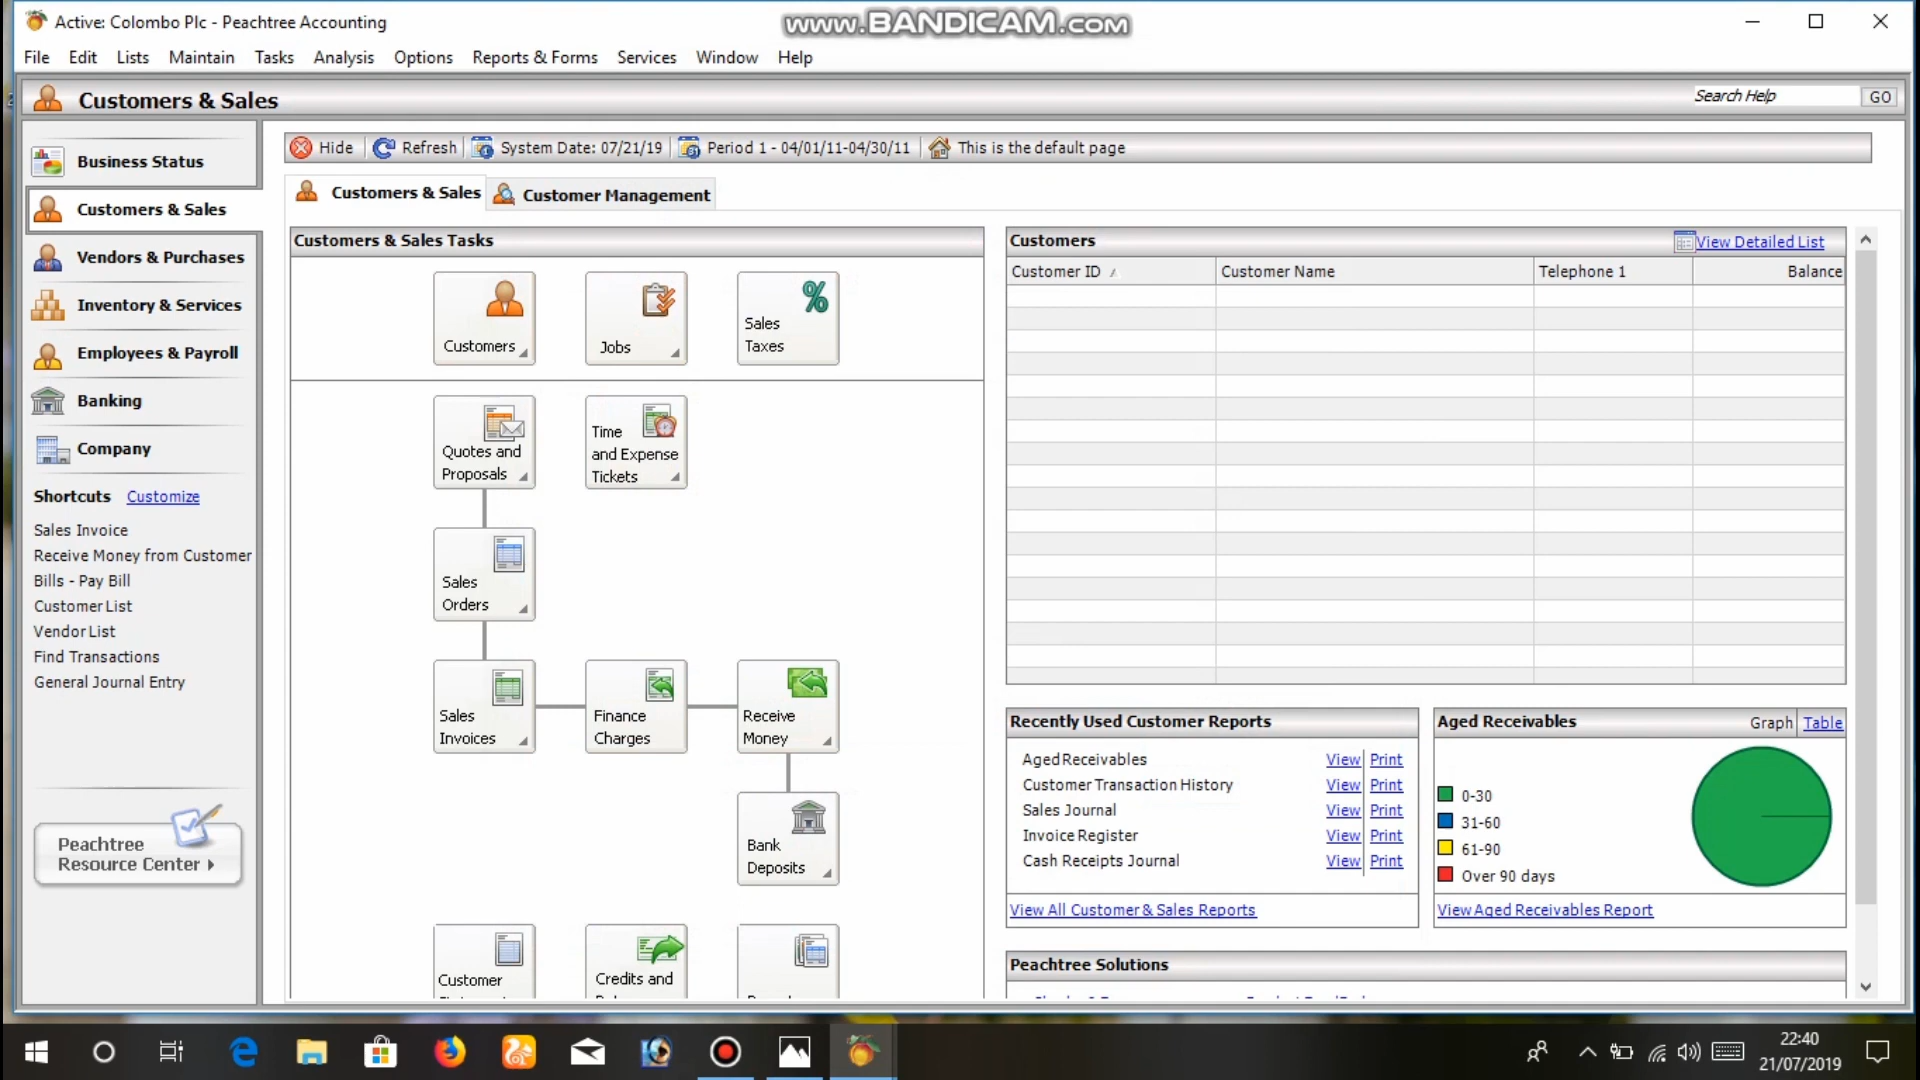 Active: Colombo Plc - Peachtree Accounting
www.BANDICAM.com
File Edit Lists Maintain Tasks Analysis Options Reports & Forms Services Window Help
Customers & Sales
Search Help GO
Business Status
Customers & Sales
Vendors & Purchases
Inventory & Services
Employees & Payroll
Banking
Company
Shortcuts Customize
Sales Invoice
Receive Money from Customer
Bills - Pay Bill
Customer List
Vendor List
Find Transactions
General Journal Entry
Peachtree
Resource Center
Hide Refresh System Date: 07/21/19 Period 1 - 04/01/11-04/30/11 This is the default page
Customers & Sales Customer Management
Customers & Sales Tasks
Customers
Jobs
%
Sales
Taxes
Quotes and
Proposals
Time
and Expense
Tickets
Sales
Orders
Sales
Invoices
Finance
Charges
Receive
Money
Bank
Deposits
Customer
Credits and
Customers View Detailed List
Customer ID Customer Name Telephone 1 Balance
Recently Used Customer Reports
Aged Receivables View Print
Customer Transaction History View Print
Sales Journal View Print
Invoice Register View Print
Cash Receipts Journal View Print
View All Customer & Sales Reports
Aged Receivables Graph Table
0-30
31-60
61-90
Over 90 days
View Aged Receivables Report
Peachtree Solutions
22:40
21/07/2019